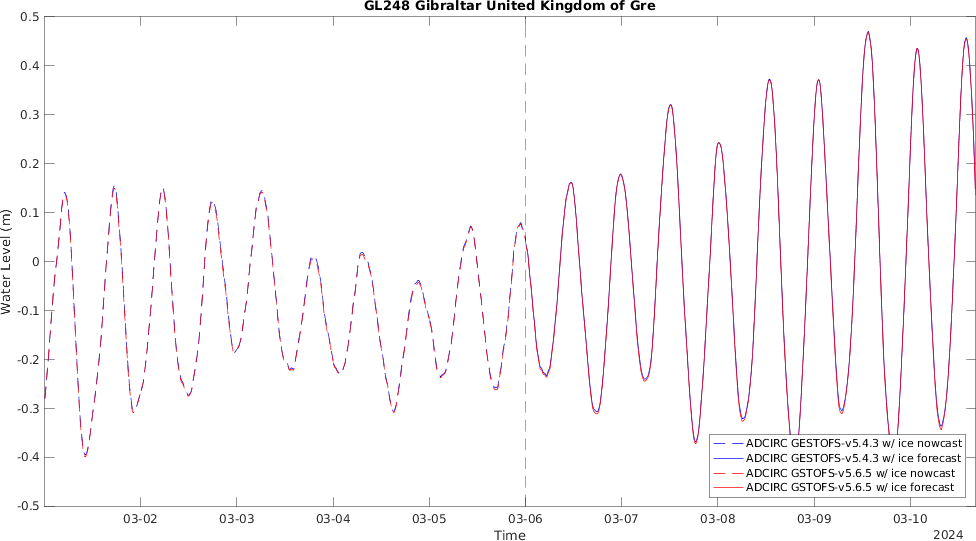 GL248 Gibraltar United Kingdom of Gre
Water Level (m)
0.5
0.4
0.3
0.2
0.1
0
-0.1
-0.2
-0.3
-0.4
-0.5
ADCIRC GESTOFS-v5.4.3 w/ ice nowcast
ADCIRC GESTOFS-v5.4.3 w/ ice forecast
ADCIRC GSTOFS-v5.6.5 w/ ice nowcast
ADCIRC GSTOFS-v5.6.5 w/ ice forecast
03-02 03-03 03-04 03-05 03-06 03-07 03-08 03-09 03-10
Time
2024